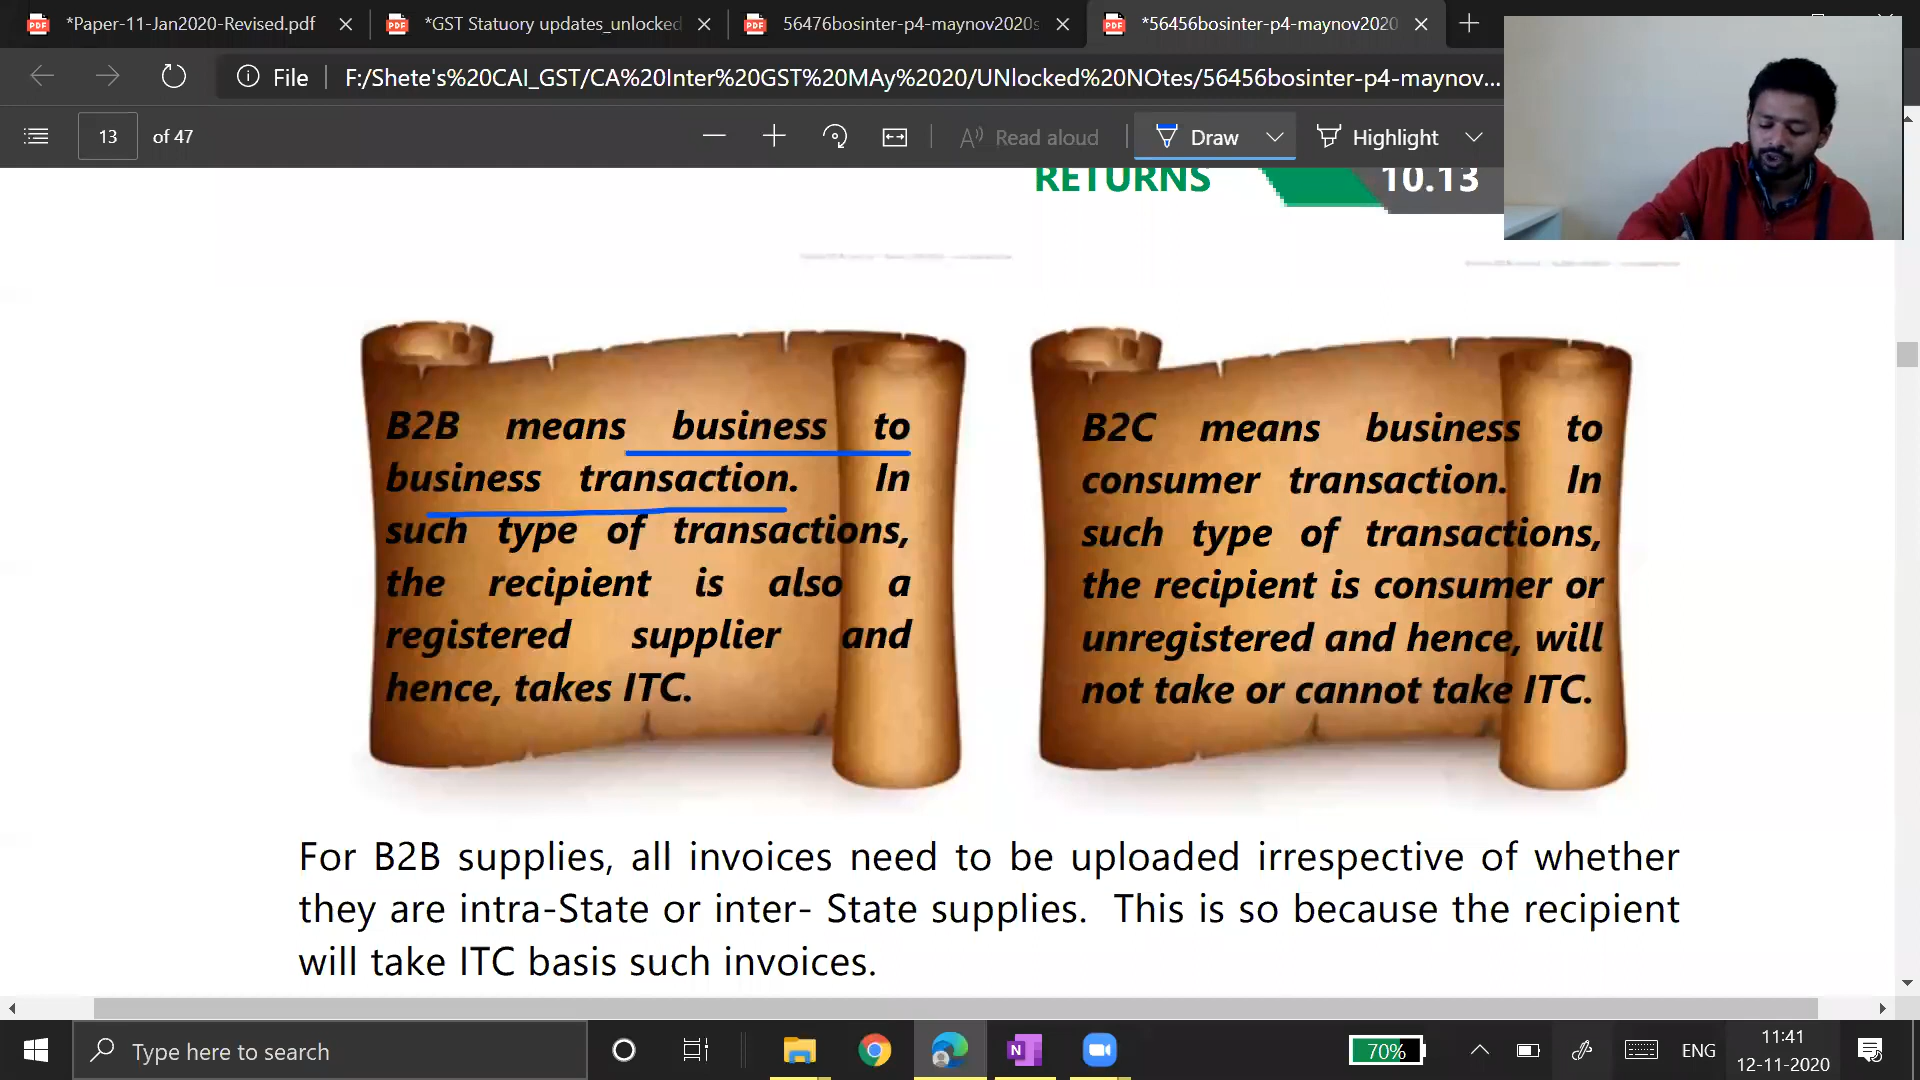 *Paper-11-Jan2020-Revised.pdf
*GST Statuory updates_unlocked
56476bosinter-p4-maynov2020s
*56456bosinter-p4-maynov2020
File
F:/Shete's%20CAI_GST/CA%20Inter%20GST%20MAy%2020/UNlocked%20NOtes/56456bosinter-p4-maynov...
13 of 47
Read aloud
Draw
Highlight
RETURNS 10.13
B2B means business to
business transaction. In
such type of transactions,
the recipient is also a
registered supplier and
hence, takes ITC.
B2C means business to
consumer transaction. In
such type of transactions,
the recipient is consumer or
unregistered and hence, will
not take or cannot take ITC.
For B2B supplies, all invoices need to be uploaded irrespective of whether
they are intra-State or inter- State supplies. This is so because the recipient
will take ITC basis such invoices.
Type here to search
70%
ENG
11:41
12-11-2020